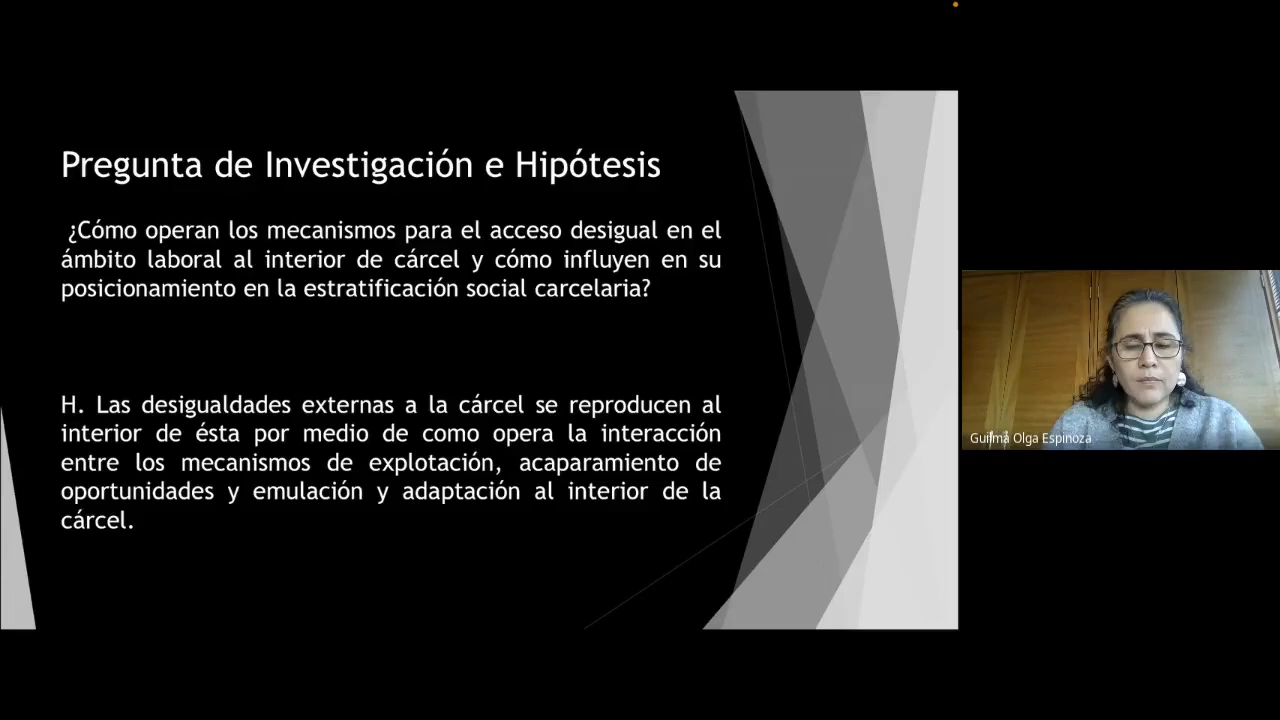 Pregunta de Investigación e Hipótesis
¿Cómo operan los mecanismos para el acceso desigual en el
ámbito laboral al interior de cárcel y cómo influyen en su
posicionamiento en la estratificación social carcelaria?
H. Las desigualdades externas a la cárcel se reproducen al
interior de ésta por medio de como opera la interacción
entre los mecanismos de explotación, acaparamiento de
oportunidades y emulación y adaptación al interior de la
cárcel.
Guilma Olga Espinoza